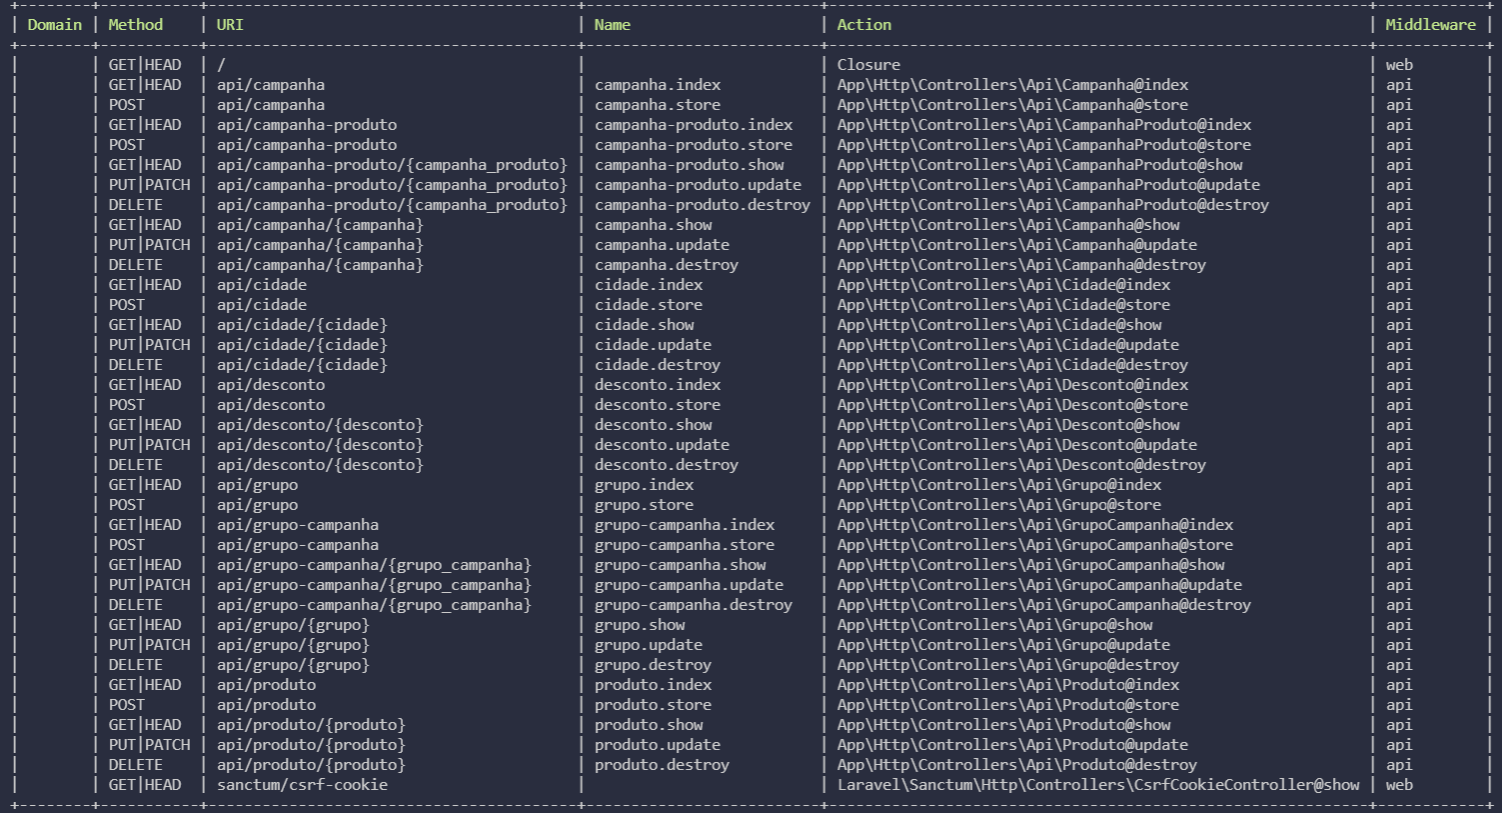 +--------+-----------+-----------------------------------------+--------------------------+------------------------------------------------------------+------------+
| Domain | Method    | URI                                     | Name                     | Action                                                     | Middleware |
+--------+-----------+-----------------------------------------+--------------------------+------------------------------------------------------------+------------+
|        | GET|HEAD  | /                                       |                          | Closure                                                    | web        |
|        | GET|HEAD  | api/campanha                            | campanha.index           | App\Http\Controllers\Api\Campanha@index                    | api        |
|        | POST      | api/campanha                            | campanha.store           | App\Http\Controllers\Api\Campanha@store                    | api        |
|        | GET|HEAD  | api/campanha-produto                    | campanha-produto.index   | App\Http\Controllers\Api\CampanhaProduto@index             | api        |
|        | POST      | api/campanha-produto                    | campanha-produto.store   | App\Http\Controllers\Api\CampanhaProduto@store             | api        |
|        | GET|HEAD  | api/campanha-produto/{campanha_produto} | campanha-produto.show    | App\Http\Controllers\Api\CampanhaProduto@show              | api        |
|        | PUT|PATCH | api/campanha-produto/{campanha_produto} | campanha-produto.update  | App\Http\Controllers\Api\CampanhaProduto@update            | api        |
|        | DELETE    | api/campanha-produto/{campanha_produto} | campanha-produto.destroy | App\Http\Controllers\Api\CampanhaProduto@destroy           | api        |
|        | GET|HEAD  | api/campanha/{campanha}                 | campanha.show            | App\Http\Controllers\Api\Campanha@show                     | api        |
|        | PUT|PATCH | api/campanha/{campanha}                 | campanha.update          | App\Http\Controllers\Api\Campanha@update                   | api        |
|        | DELETE    | api/campanha/{campanha}                 | campanha.destroy         | App\Http\Controllers\Api\Campanha@destroy                  | api        |
|        | GET|HEAD  | api/cidade                              | cidade.index             | App\Http\Controllers\Api\Cidade@index                      | api        |
|        | POST      | api/cidade                              | cidade.store             | App\Http\Controllers\Api\Cidade@store                      | api        |
|        | GET|HEAD  | api/cidade/{cidade}                     | cidade.show              | App\Http\Controllers\Api\Cidade@show                       | api        |
|        | PUT|PATCH | api/cidade/{cidade}                     | cidade.update            | App\Http\Controllers\Api\Cidade@update                     | api        |
|        | DELETE    | api/cidade/{cidade}                     | cidade.destroy           | App\Http\Controllers\Api\Cidade@destroy                    | api        |
|        | GET|HEAD  | api/desconto                            | desconto.index           | App\Http\Controllers\Api\Desconto@index                    | api        |
|        | POST      | api/desconto                            | desconto.store           | App\Http\Controllers\Api\Desconto@store                    | api        |
|        | GET|HEAD  | api/desconto/{desconto}                 | desconto.show            | App\Http\Controllers\Api\Desconto@show                     | api        |
|        | PUT|PATCH | api/desconto/{desconto}                 | desconto.update          | App\Http\Controllers\Api\Desconto@update                   | api        |
|        | DELETE    | api/desconto/{desconto}                 | desconto.destroy         | App\Http\Controllers\Api\Desconto@destroy                  | api        |
|        | GET|HEAD  | api/grupo                               | grupo.index              | App\Http\Controllers\Api\Grupo@index                       | api        |
|        | POST      | api/grupo                               | grupo.store              | App\Http\Controllers\Api\Grupo@store                       | api        |
|        | GET|HEAD  | api/grupo-campanha                      | grupo-campanha.index     | App\Http\Controllers\Api\GrupoCampanha@index               | api        |
|        | POST      | api/grupo-campanha                      | grupo-campanha.store     | App\Http\Controllers\Api\GrupoCampanha@store               | api        |
|        | GET|HEAD  | api/grupo-campanha/{grupo_campanha}     | grupo-campanha.show      | App\Http\Controllers\Api\GrupoCampanha@show                | api        |
|        | PUT|PATCH | api/grupo-campanha/{grupo_campanha}     | grupo-campanha.update    | App\Http\Controllers\Api\GrupoCampanha@update              | api        |
|        | DELETE    | api/grupo-campanha/{grupo_campanha}     | grupo-campanha.destroy   | App\Http\Controllers\Api\GrupoCampanha@destroy             | api        |
|        | GET|HEAD  | api/grupo/{grupo}                       | grupo.show               | App\Http\Controllers\Api\Grupo@show                        | api        |
|        | PUT|PATCH | api/grupo/{grupo}                       | grupo.update             | App\Http\Controllers\Api\Grupo@update                      | api        |
|        | DELETE    | api/grupo/{grupo}                       | grupo.destroy            | App\Http\Controllers\Api\Grupo@destroy                     | api        |
|        | GET|HEAD  | api/produto                             | produto.index            | App\Http\Controllers\Api\Produto@index                     | api        |
|        | POST      | api/produto                             | produto.store            | App\Http\Controllers\Api\Produto@store                     | api        |
|        | GET|HEAD  | api/produto/{produto}                   | produto.show             | App\Http\Controllers\Api\Produto@show                      | api        |
|        | PUT|PATCH | api/produto/{produto}                   | produto.update           | App\Http\Controllers\Api\Produto@update                    | api        |
|        | DELETE    | api/produto/{produto}                   | produto.destroy          | App\Http\Controllers\Api\Produto@destroy                   | api        |
|        | GET|HEAD  | sanctum/csrf-cookie                     |                          | Laravel\Sanctum\Http\Controllers\CsrfCookieController@show | web        |
+--------+-----------+-----------------------------------------+--------------------------+------------------------------------------------------------+------------+